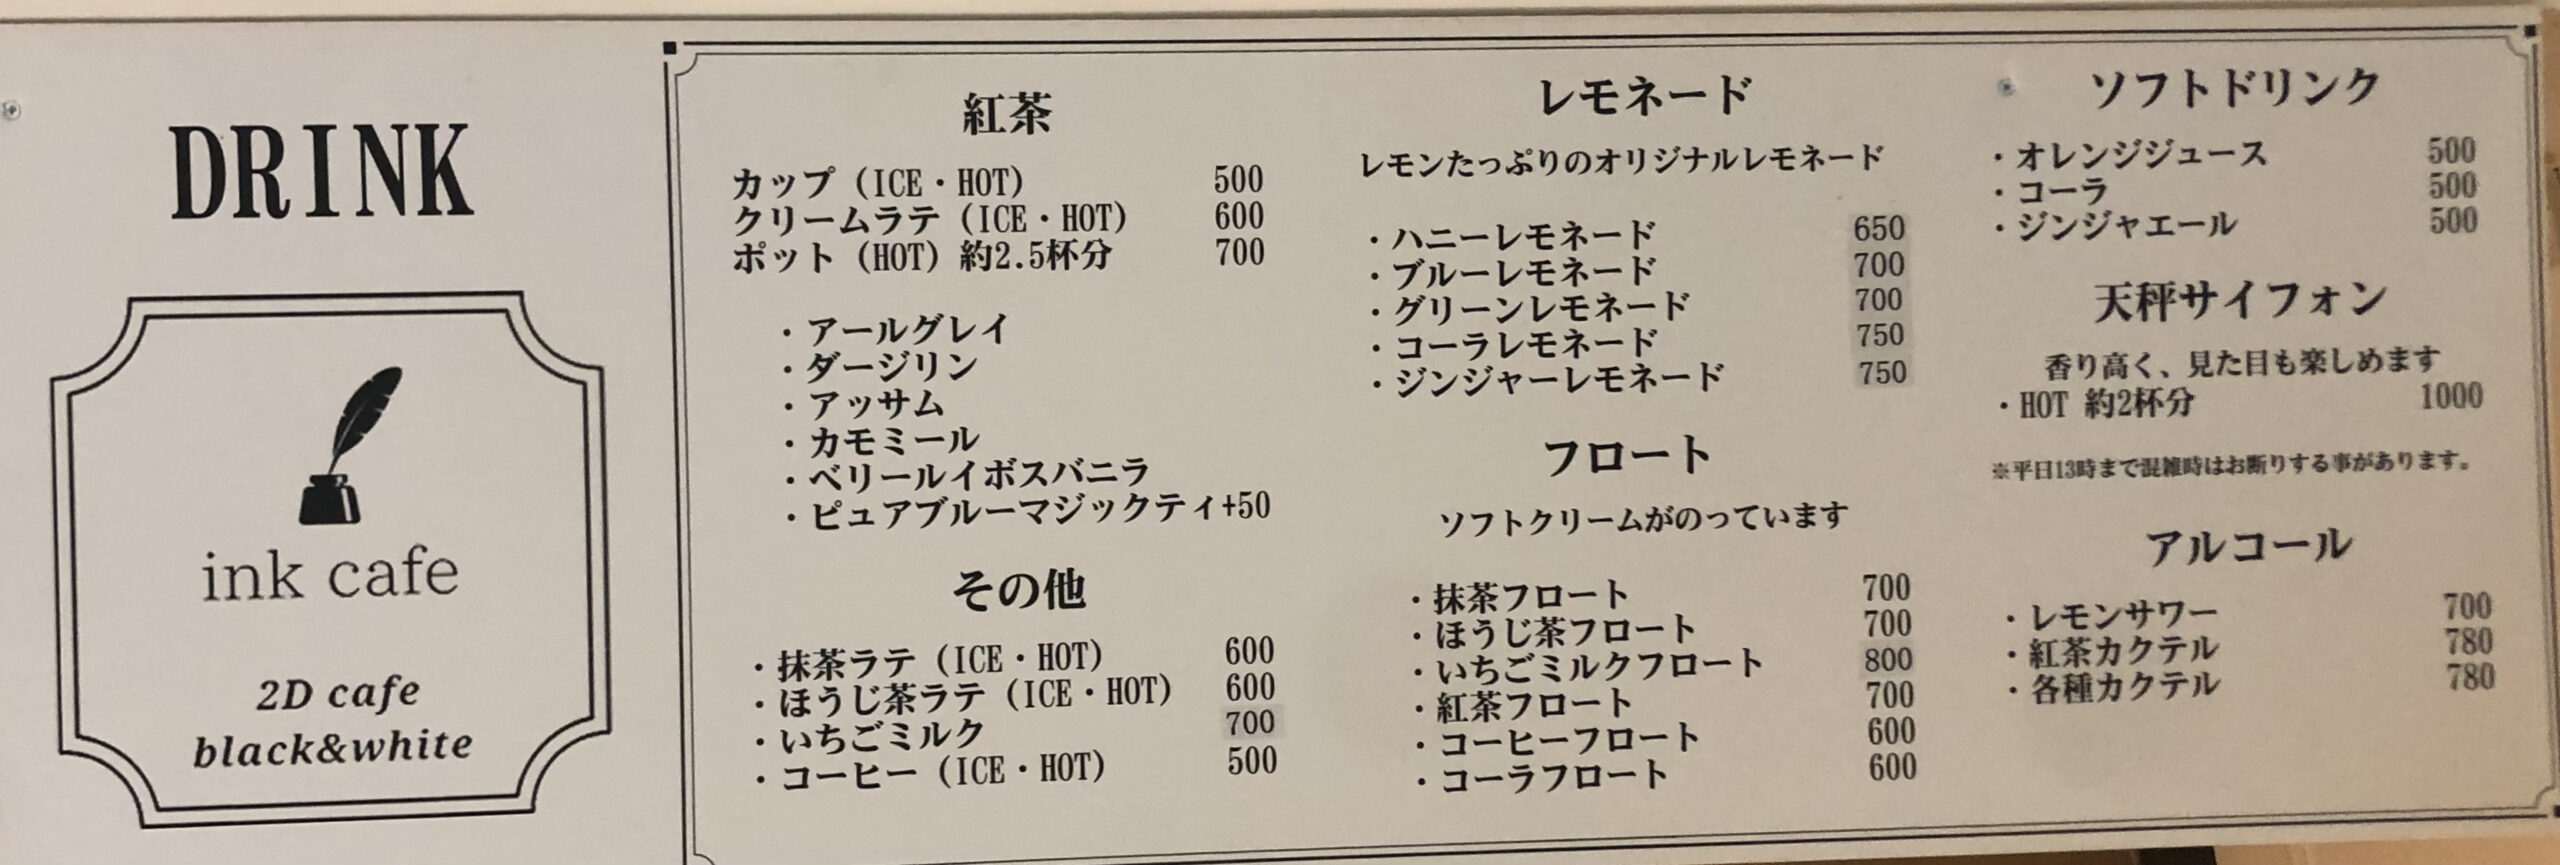 DRINK
ink cafe
2D cafe
black&white
紅茶
カップ (ICE・HOT) 500
クリームラテ (ICE・HOT) 600
ポット (HOT) 約2.5杯分 700
・アールグレイ
・ダージリン
・アッサム
・カモミール
・ベリールイボスバニラ
・ピュアブルーマジックティ+50
その他
・抹茶ラテ (ICE・HOT) 600
・ほうじ茶ラテ (ICE・HOT) 600
・いちごミルク 700
・コーヒー (ICE・HOT) 500
レモネード
レモンたっぷりのオリジナルレモネード
・ハニーレモネード 650
・ブルーレモネード 700
・グリーンレモネード 700
・コーラレモネード 750
・ジンジャーレモネード 750
フロート
ソフトクリームがのっています
・抹茶フロート 700
・ほうじ茶フロート 700
・いちごミルクフロート 800
・紅茶フロート 700
・コーヒーフロート 600
・コーラフロート 600
ソフトドリンク
・オレンジジュース 500
・コーラ 500
・ジンジャエール 500
天秤サイフォン
香り高く、見た目も楽しめます
・HOT 約2杯分 1000
※平日13時まで混雑時はお断りする事があります。
アルコール
・レモンサワー 700
・紅茶カクテル 780
・各種カクテル 780